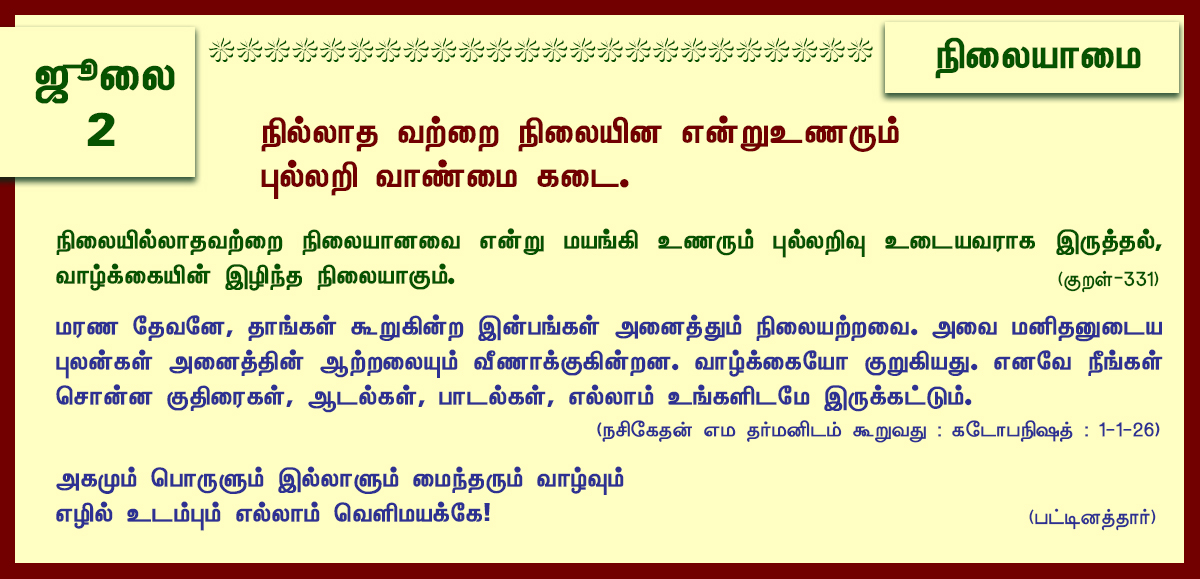 ஜூலை
2
நிலையாமை
நில்லாத வற்றை நிலையின என்றுஉணரும்
புல்லறி வாண்மை கடை.
நிலையில்லாதவற்றை நிலையானவை என்று மயங்கி உணரும் புல்லறிவு உடையவராக இருத்தல்,
வாழ்க்கையின் இழிந்த நிலையாகும்.
(குறள்-331)
மரண தேவனே, தாங்கள் கூறுகின்ற இன்பங்கள் அனைத்தும் நிலையற்றவை. அவை மனிதனுடைய
புலன்கள் அனைத்தின் ஆற்றலையும் வீணாக்குகின்றன. வாழ்க்கையோ குறுகியது. எனவே நீங்கள்
சொன்ன குதிரைகள், ஆடல்கள், பாடல்கள், எல்லாம் உங்களிடமே இருக்கட்டும்.
(நசிகேதன் எம தர்மனிடம் கூறுவது : கடோபநிஷத் : 1-1-26)
அகமும் பொருளும் இல்லாளும் மைந்தரும் வாழ்வும்
எழில் உடம்பும் எல்லாம் வெளிமயக்கே!
(பட்டினத்தார்)